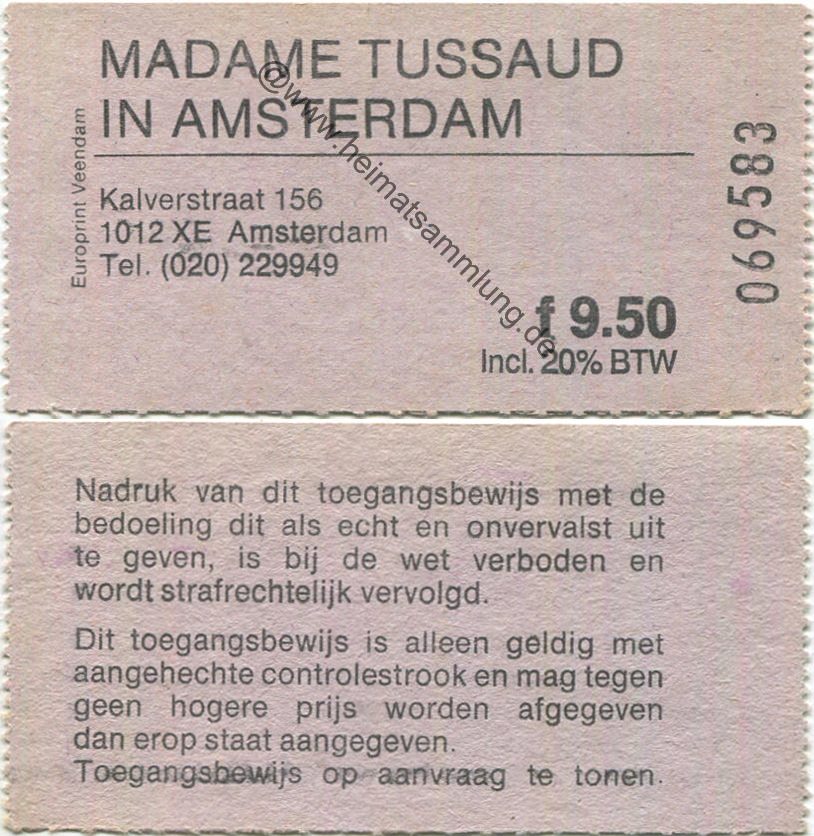 MADAME TUSSAUD
IN AMSTERDAM
Europrint Veendam
Kalverstraat 156
1012 XE Amsterdam
Tel. (020) 229949
069583
f 9.50
Incl. 20% BTW
@www.heimatsammlung.de
Nadruk van dit toegangsbewijs met de
bedoeling dit als echt en onvervalst uit
te geven, is bij de wet verboden en
wordt strafrechtelijk vervolgd.
Dit toegangsbewijs is alleen geldig met
aangehechte controlestrook en mag tegen
geen hogere prijs worden afgegeven
dan erop staat aangegeven.
Toegangsbewijs op aanvraag te tonen.